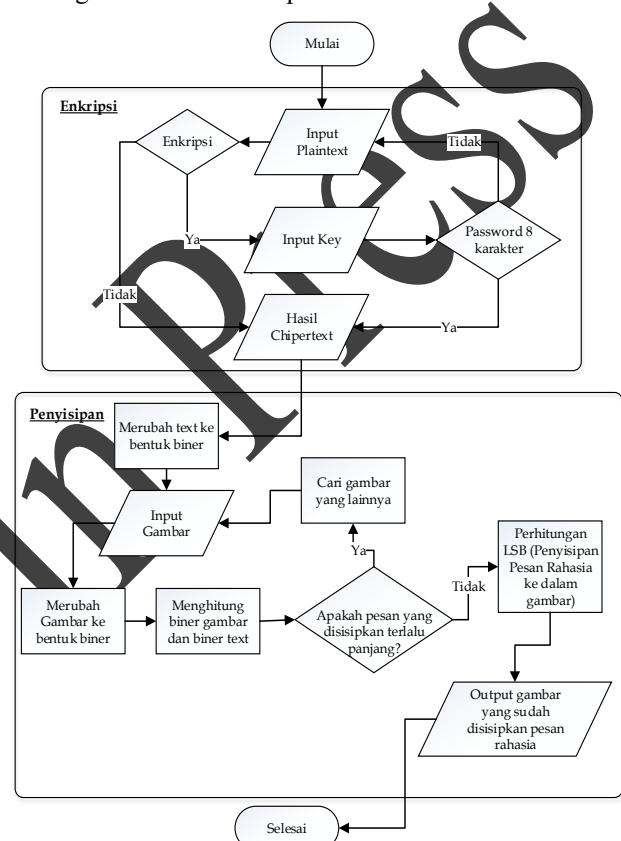 Mulai
Enkripsi
Enkripsi
Input
Plaintext
Tidak
Ya
Input Key
Password 8
karakter
Tidak
Hasil
Chipertext
Ya
Penyisipan
Merubah text ke
bentuk biner
Input
Gambar
Cari gambar
yang lainnya
Ya
Merubah
Gambar ke
bentuk biner
Menghitung
biner gambar
dan biner text
Apakah pesan yang
disisipkan terlalu
panjang?
Tidak
Perhitungan
LSB (Penyisipan
Pesan Rahasia
ke dalam
gambar)
Output gambar
yang sudah
disisipkan pesan
rahasia
Selesai
n Press